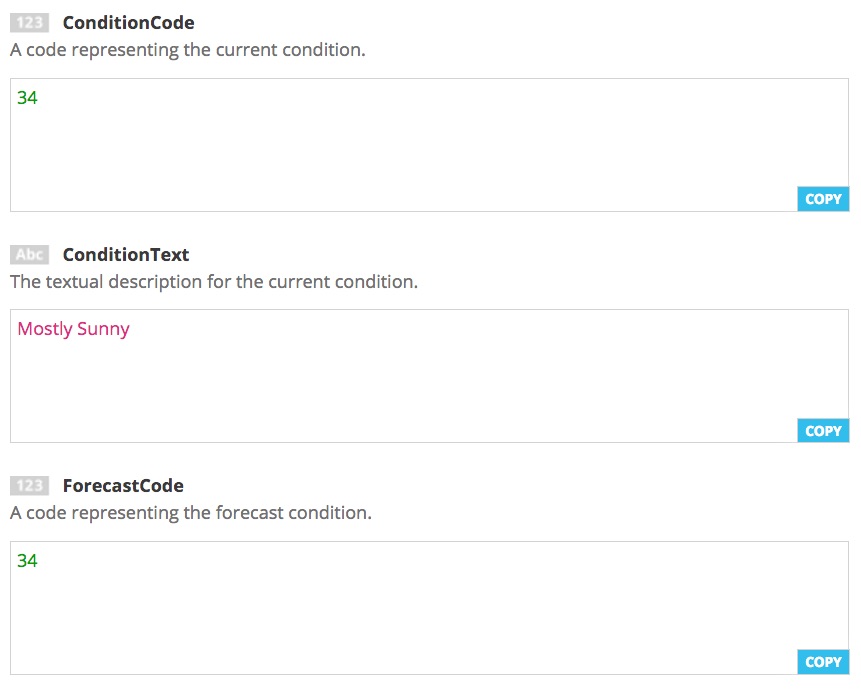 123 ConditionCode
A code representing the current condition.
34
COPY
Abc ConditionText
The textual description for the current condition.
Mostly Sunny
COPY
123 ForecastCode
A code representing the forecast condition.
34
COPY